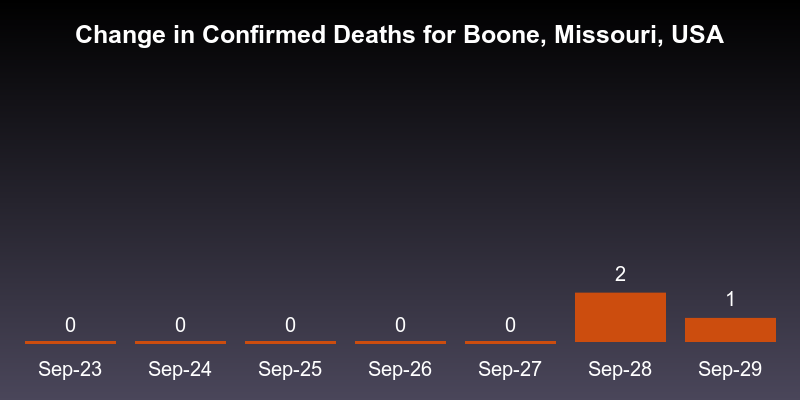 Change in Confirmed Deaths for Boone, Missouri, USA
2
1
0 0 0 0 0
Sep-23 Sep-24 Sep-25 Sep-26 Sep-27 Sep-28 Sep-29